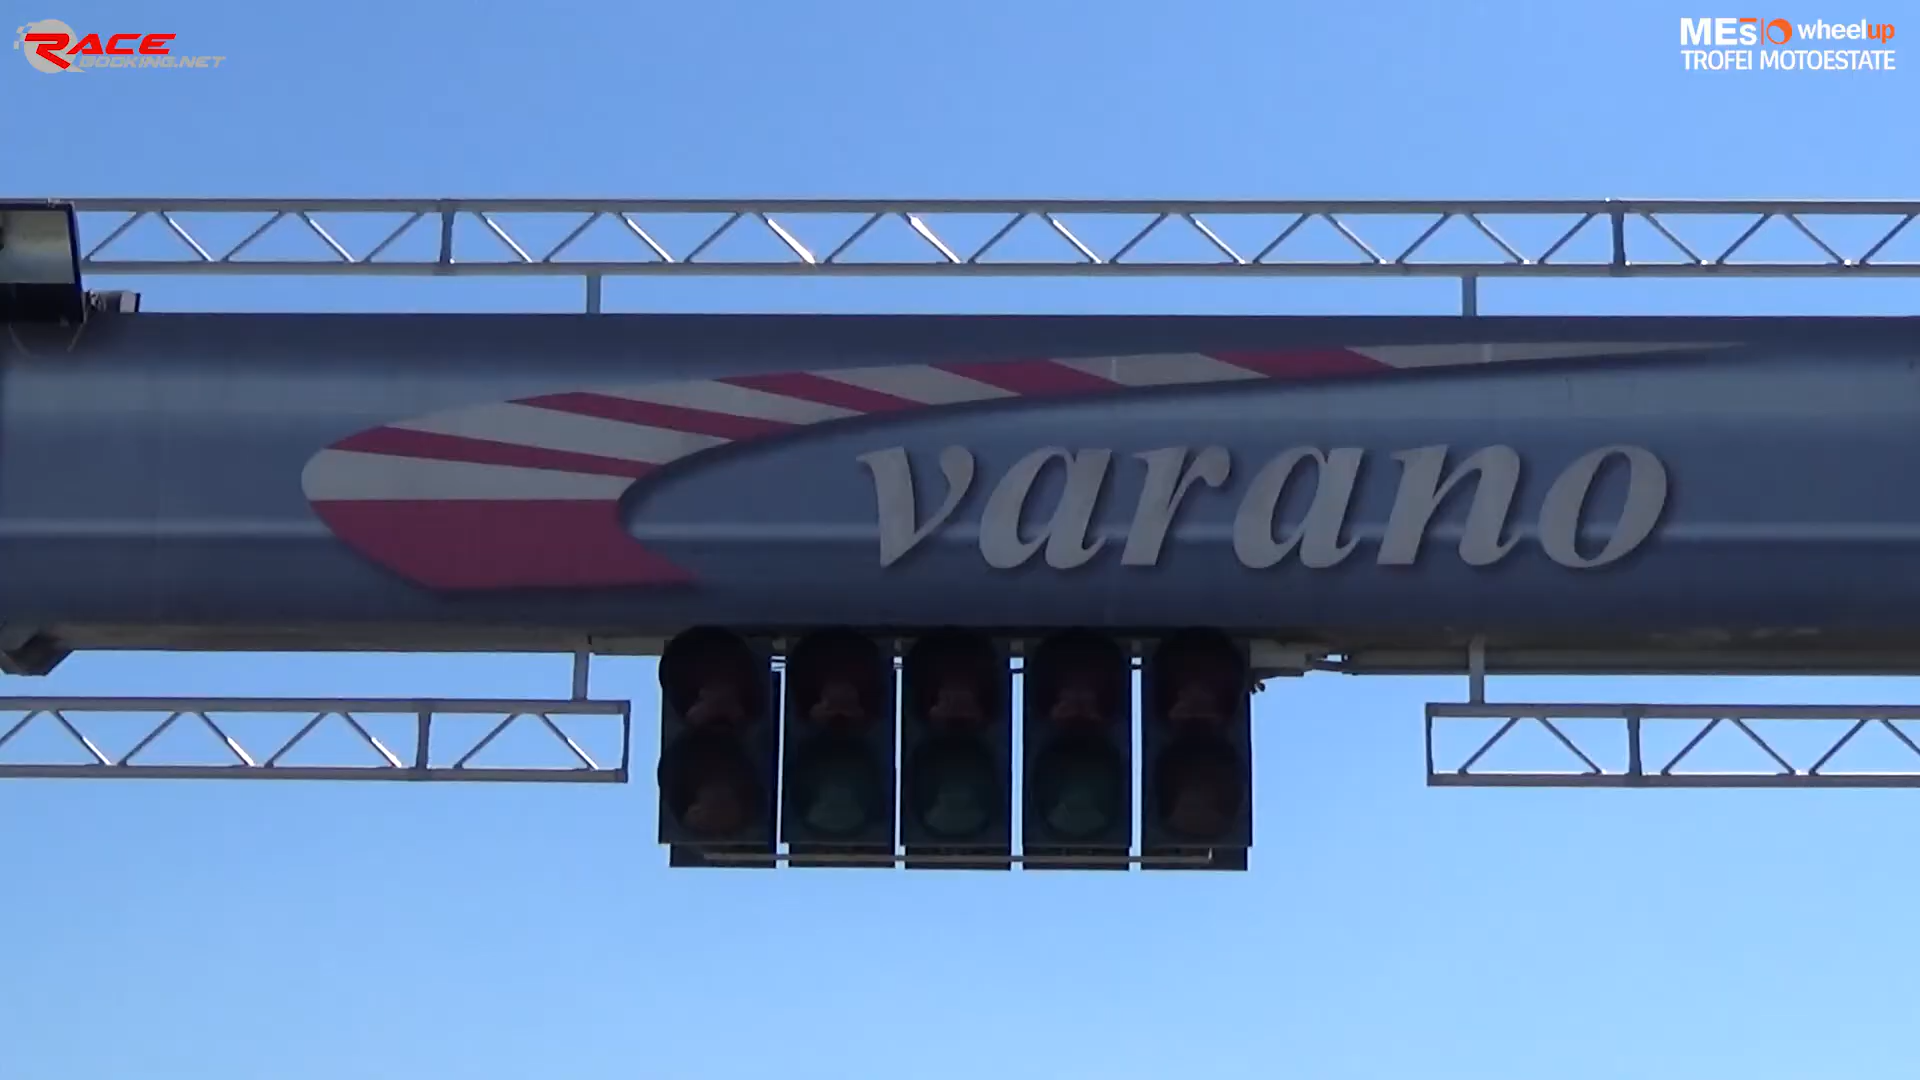 RACE
BOOKING.NET
MES wheelup
TROFEI MOTOESTATE
varano